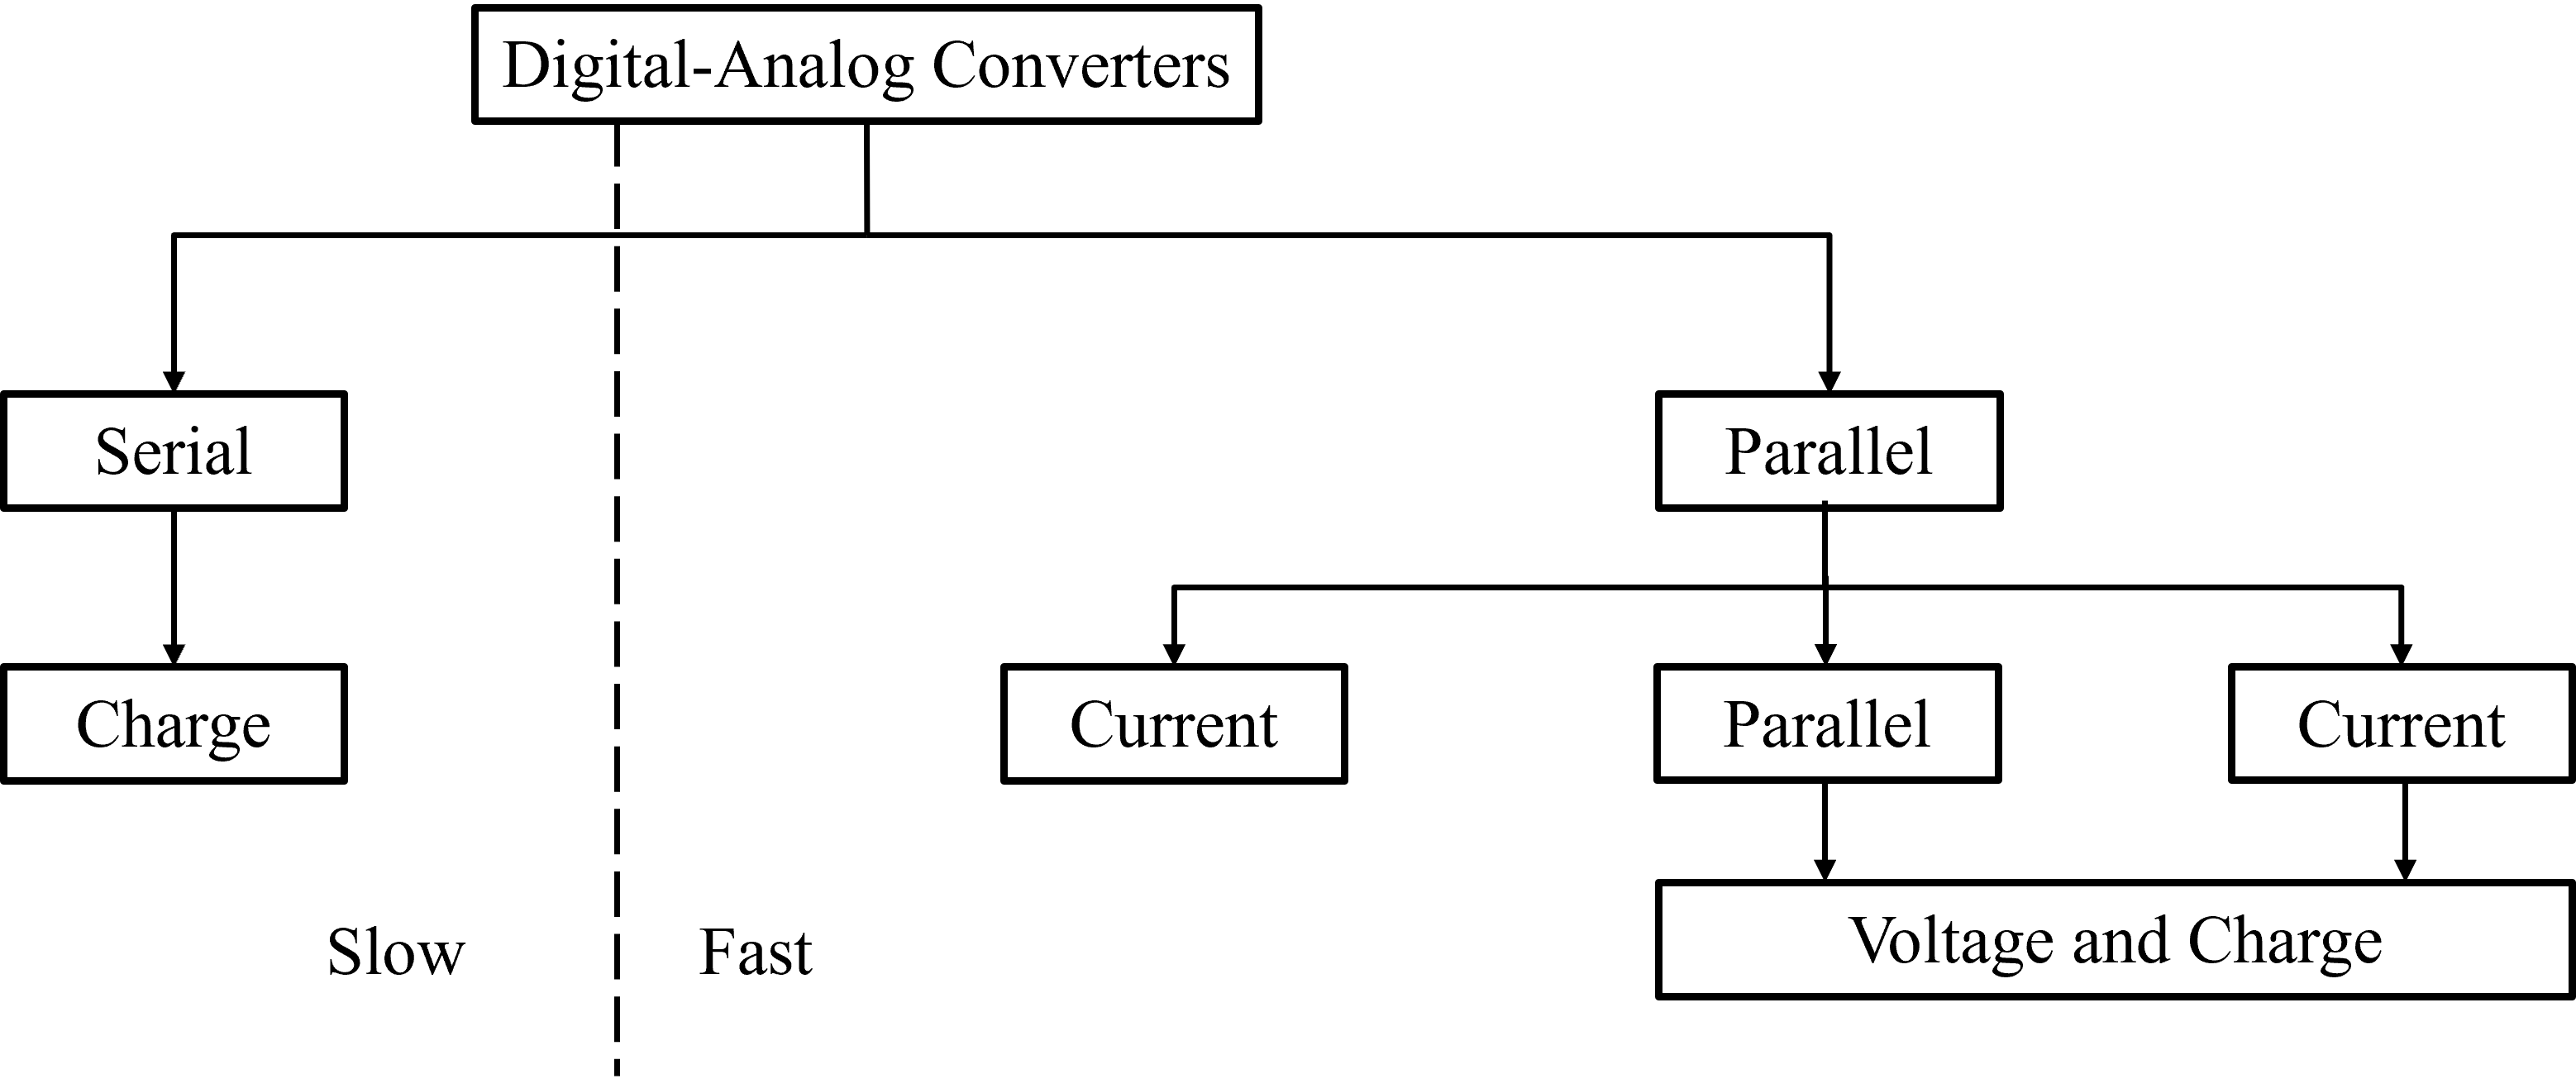 Digital-Analog Converters
Serial
Parallel
Charge
Current
Parallel
Current
Slow
Fast
Voltage and Charge